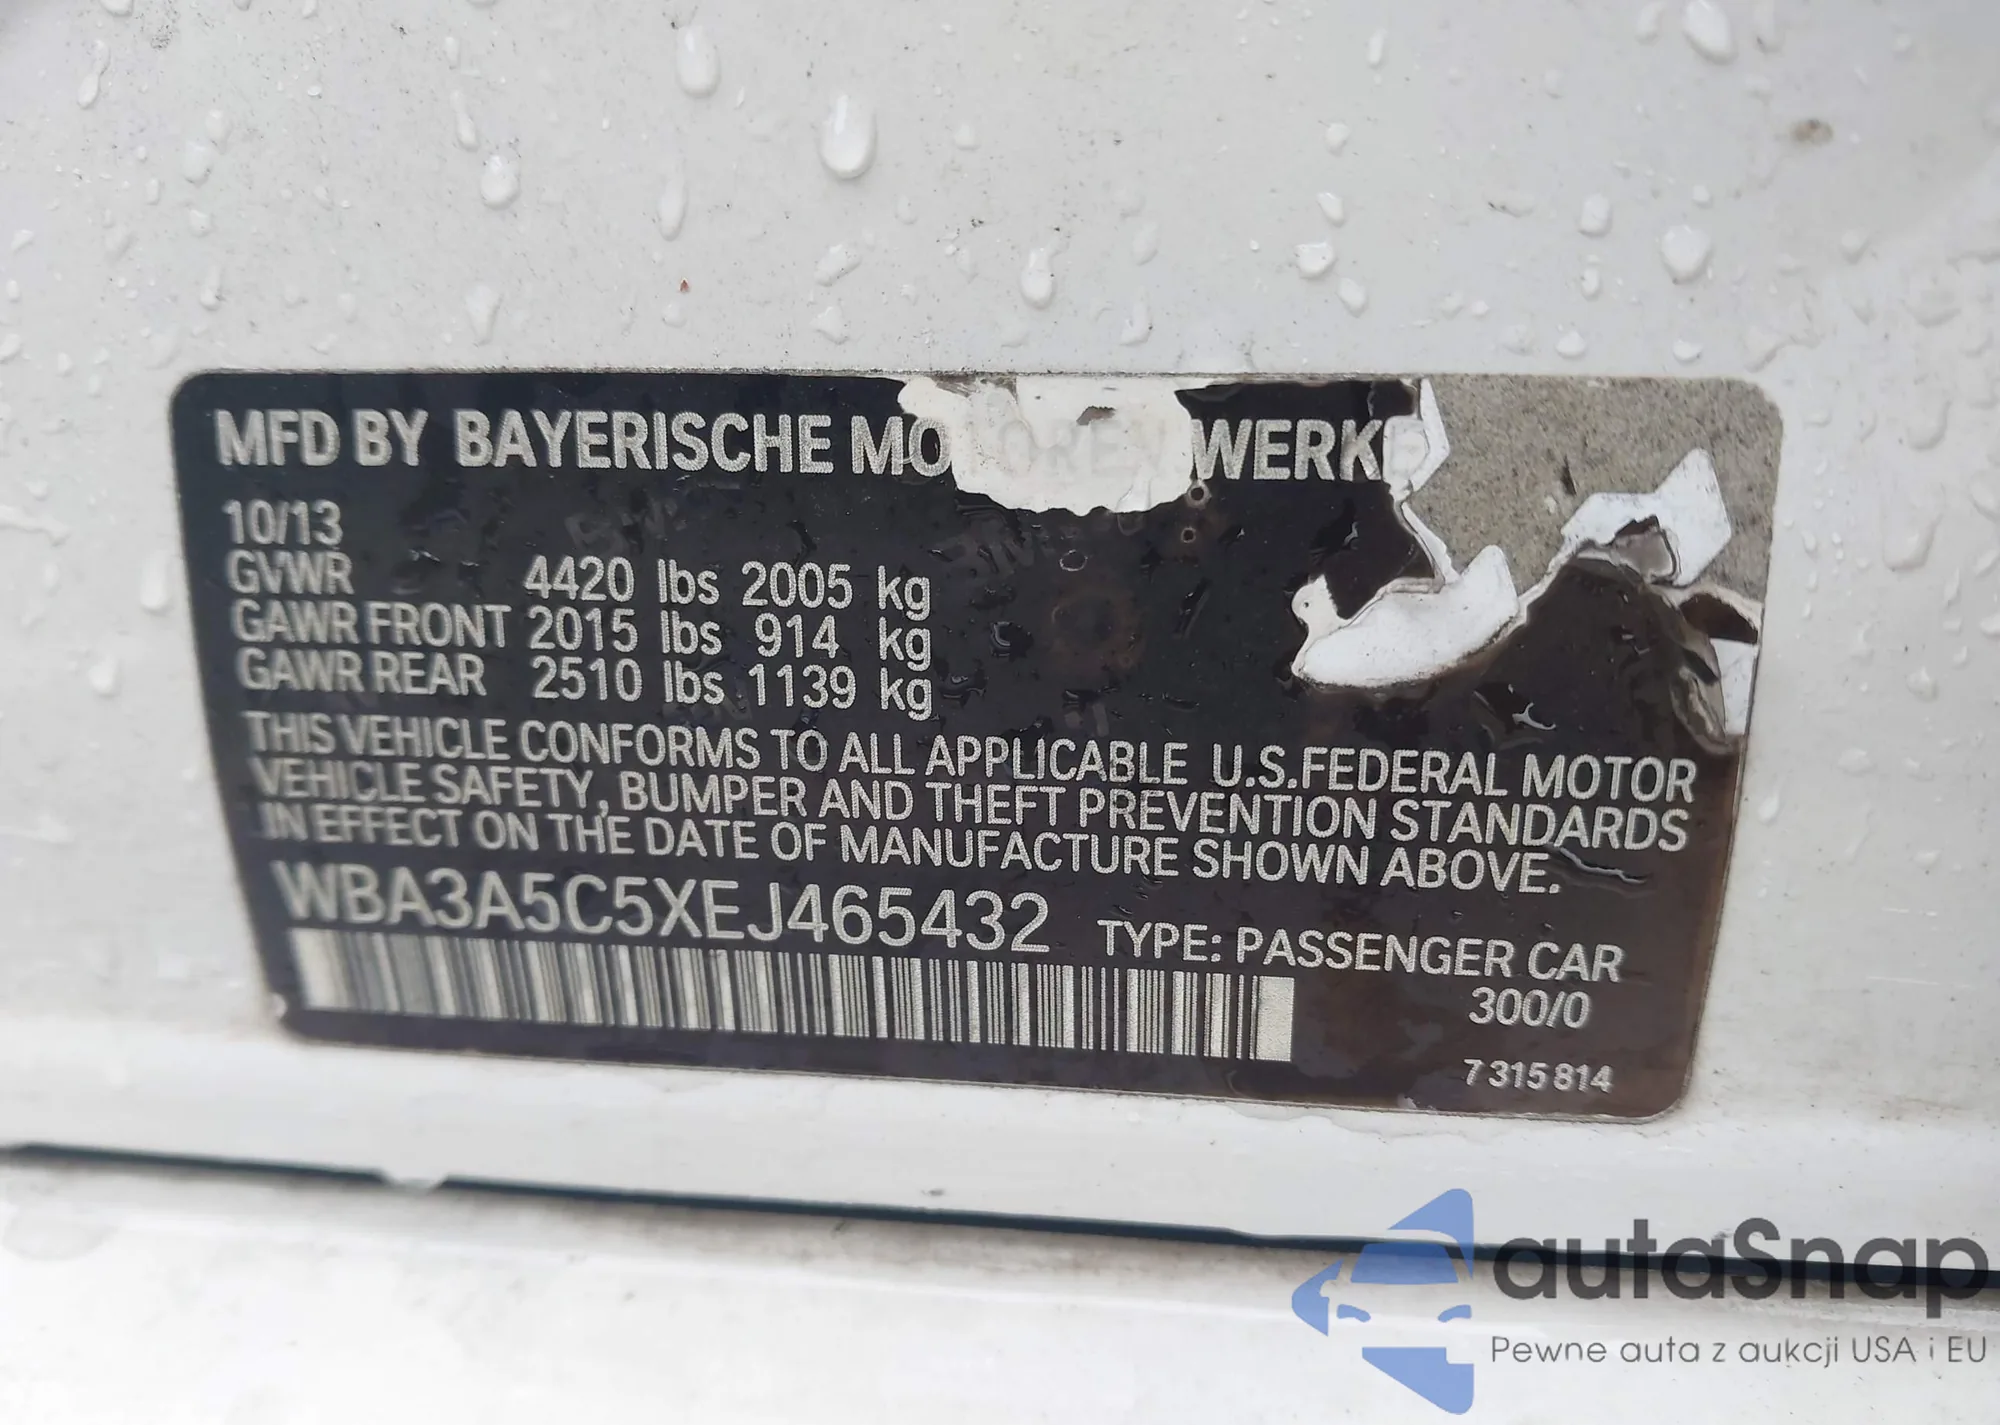 MFD BY BAYERISCHE MOTOREN WERKE
10/13
GVWR 4420 lbs 2005 kg
GAWR FRONT 2015 lbs 914 kg
GAWR REAR 2510 lbs 1139 kg
THIS VEHICLE CONFORMS TO ALL APPLICABLE U.S.FEDERAL MOTOR
VEHICLE SAFETY, BUMPER AND THEFT PREVENTION STANDARDS
IN EFFECT ON THE DATE OF MANUFACTURE SHOWN ABOVE.
WBA3A5C5XEJ465432 TYPE: PASSENGER CAR
300/0
7 315 814
autaSnap
Pewne auta z aukcji USA i EU